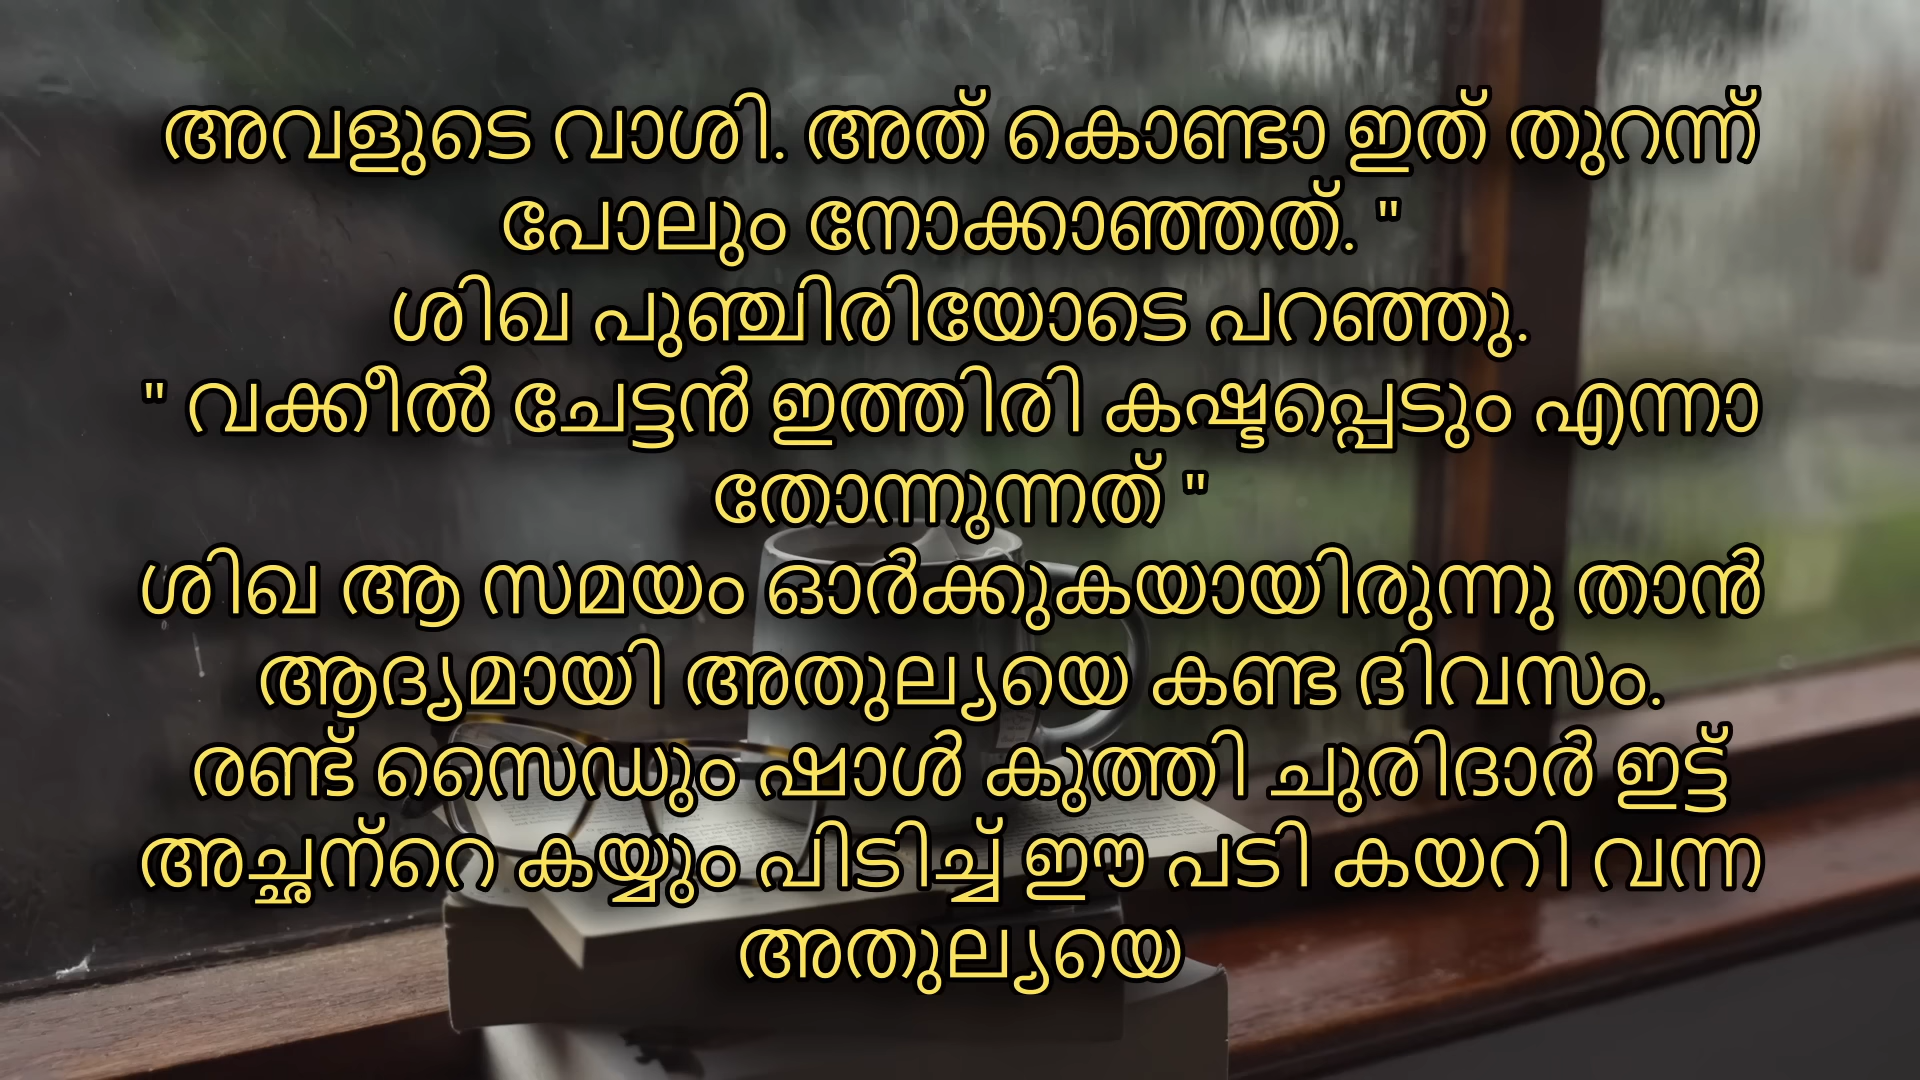 അവളുടെ വാശി. അത് കൊണ്ടാ ഇത് തുറന്ന്
പോലും നോക്കാഞ്ഞത്. "
ശിഖ പുഞ്ചിരിയോടെ പറഞ്ഞു.
" വക്കീൽ ചേട്ടൻ ഇത്തിരി കഷ്ടപ്പെടും എന്നാ
തോന്നുന്നത് "
ശിഖ ആ സമയം ഓർക്കുകയായിരുന്നു താൻ
ആദ്യമായി അതുല്യയെ കണ്ട ദിവസം.
രണ്ട് സൈഡും ഷാൾ കുത്തി ചുരിദാർ ഇട്ട്
അച്ഛന്റെ കയ്യും പിടിച്ച് ഈ പടി കയറി വന്ന
അതുല്യയെ